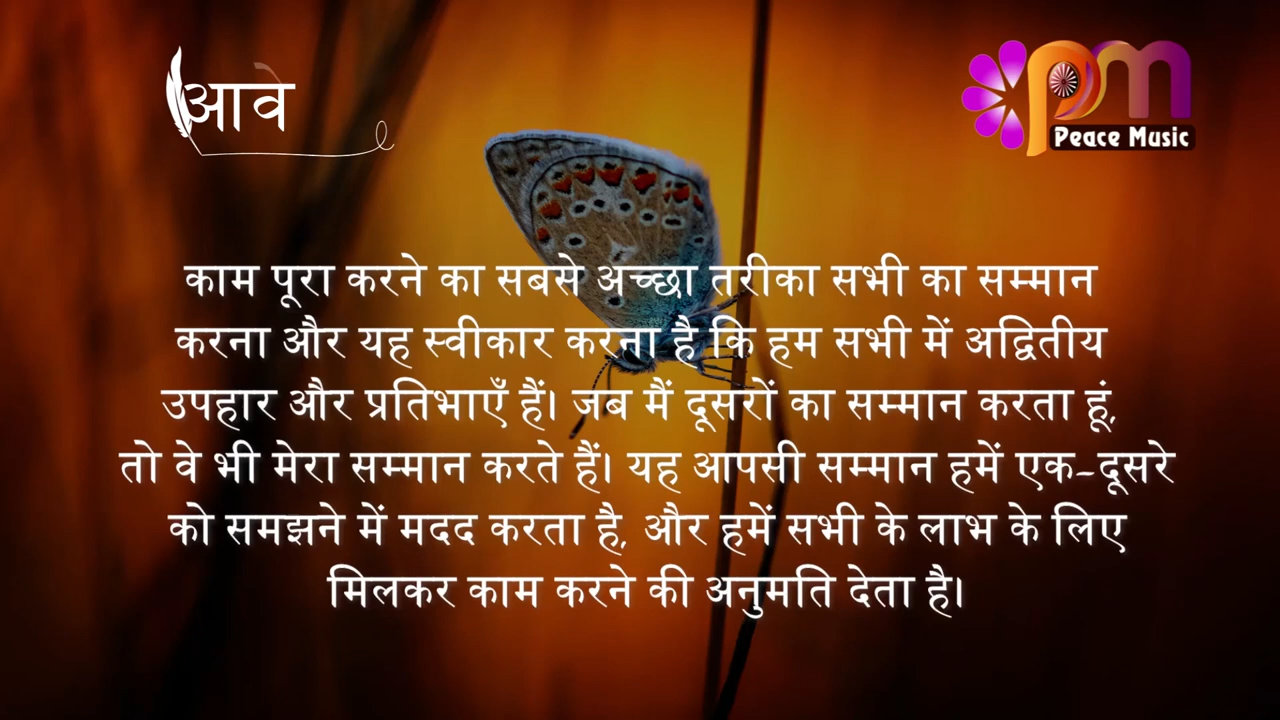 आवे
pm
Peace Music
काम पूरा करने का सबसे अच्छा तरीका सभी का सम्मान
करना और यह स्वीकार करना है कि हम सभी में अद्वितीय
उपहार और प्रतिभाएँ हैं। जब मैं दूसरों का सम्मान करता हूं,
तो वे भी मेरा सम्मान करते हैं। यह आपसी सम्मान हमें एक-दूसरे
को समझने में मदद करता है, और हमें सभी के लाभ के लिए
मिलकर काम करने की अनुमति देता है।